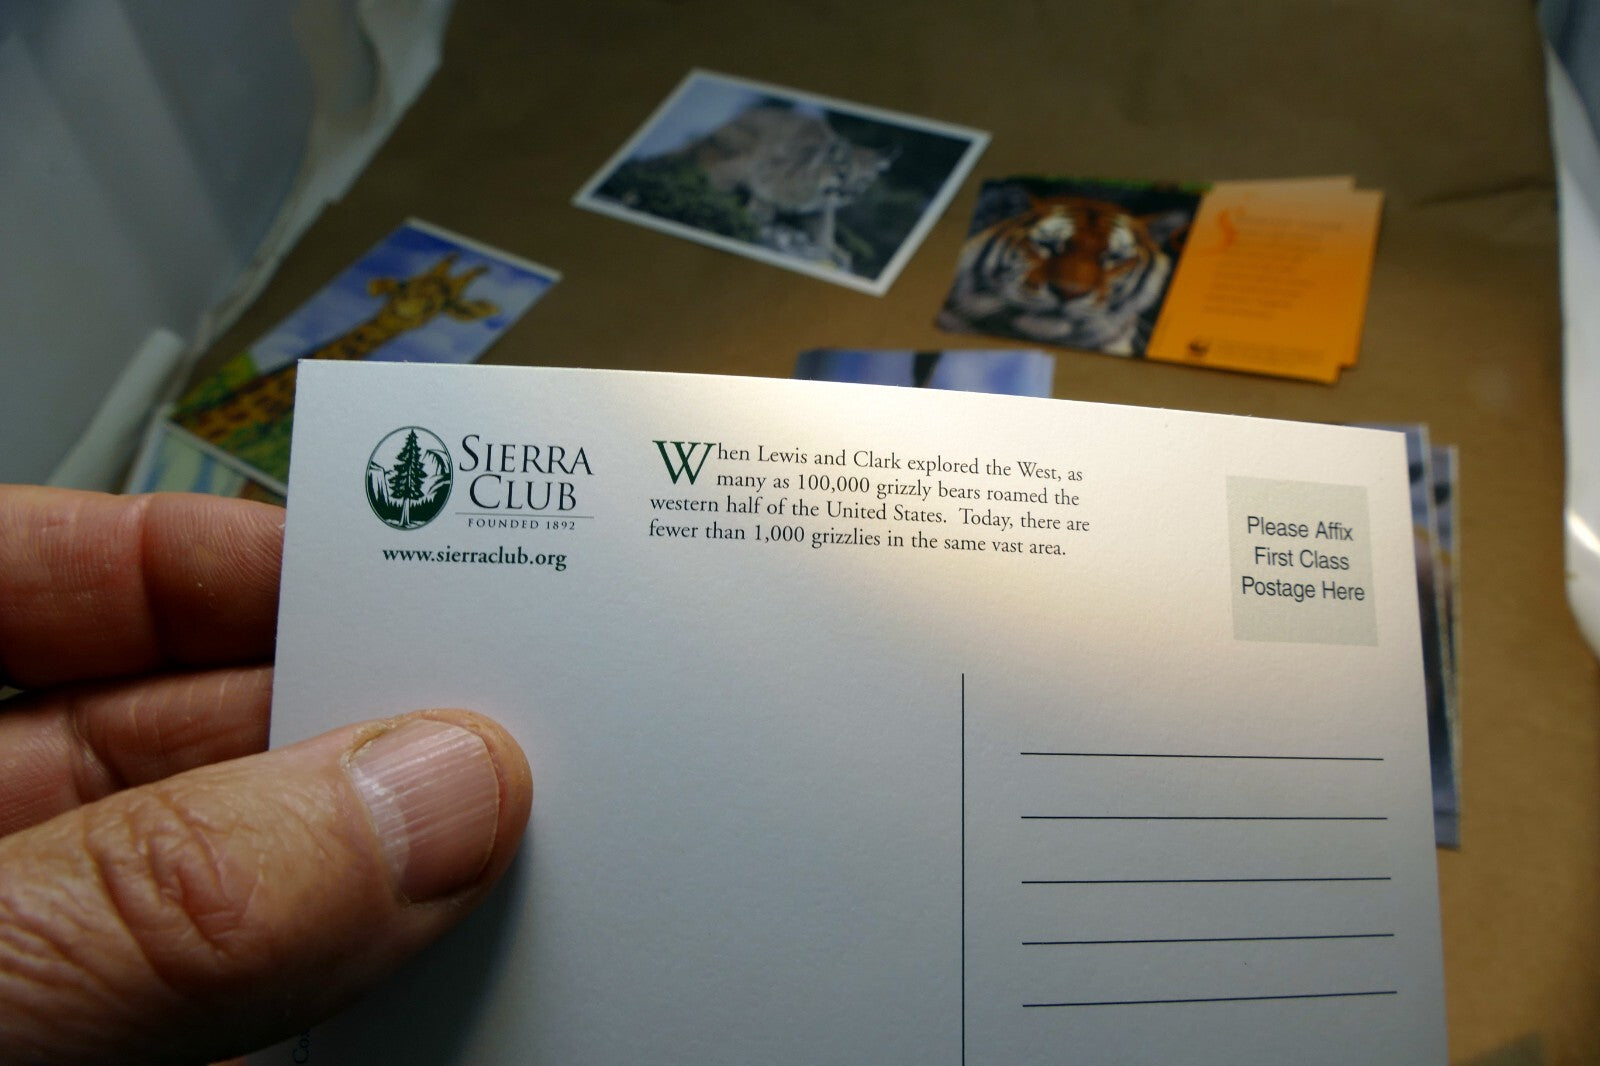 SIERRA
CLUB
FOUNDED 1892
www.sierraclub.org
When Lewis and Clark explored the West, as
many as 100,000 grizzly bears roamed the
western half of the United States. Today, there are
fewer than 1,000 grizzlies in the same vast area.
Please Affix
First Class
Postage Here